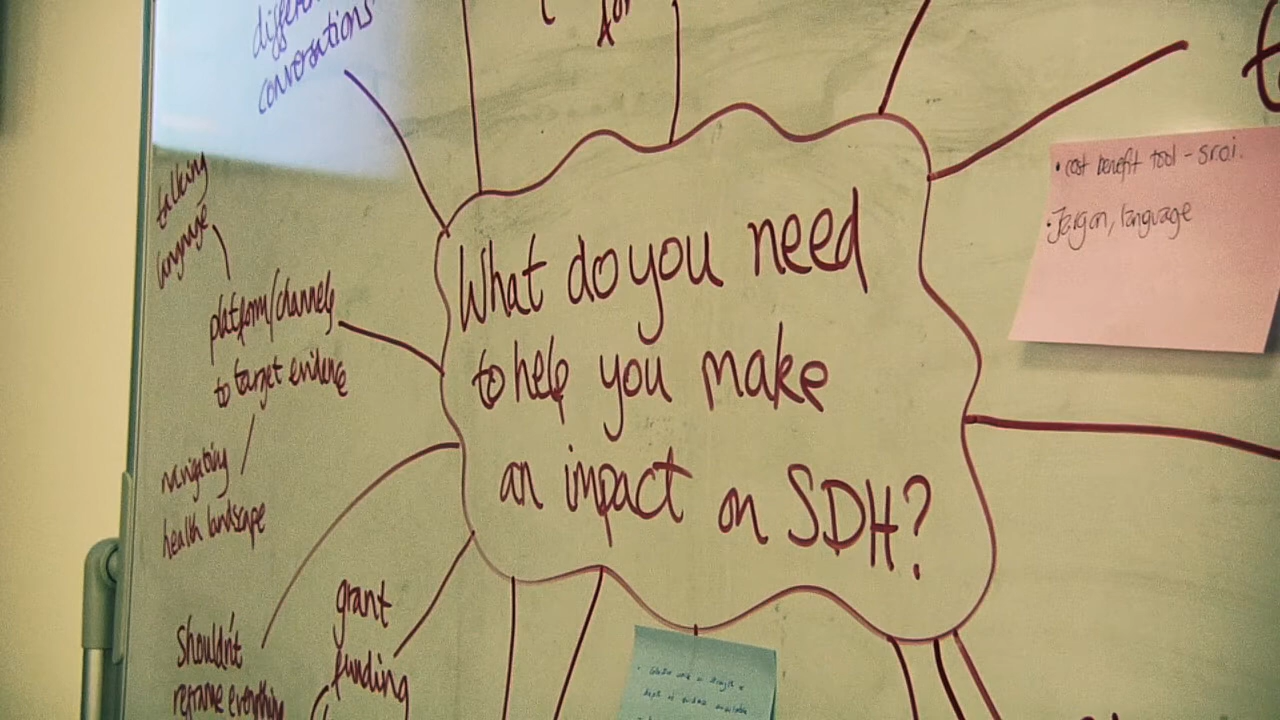 conversations
talking
language
platform/channels
to target evidence
navigating
health landscape
shouldn't
reframe everything
grant
funding
What do you need
to help you make
an impact on SDH?
• cost benefit tool - s.r.o.i.
• Jargon, language